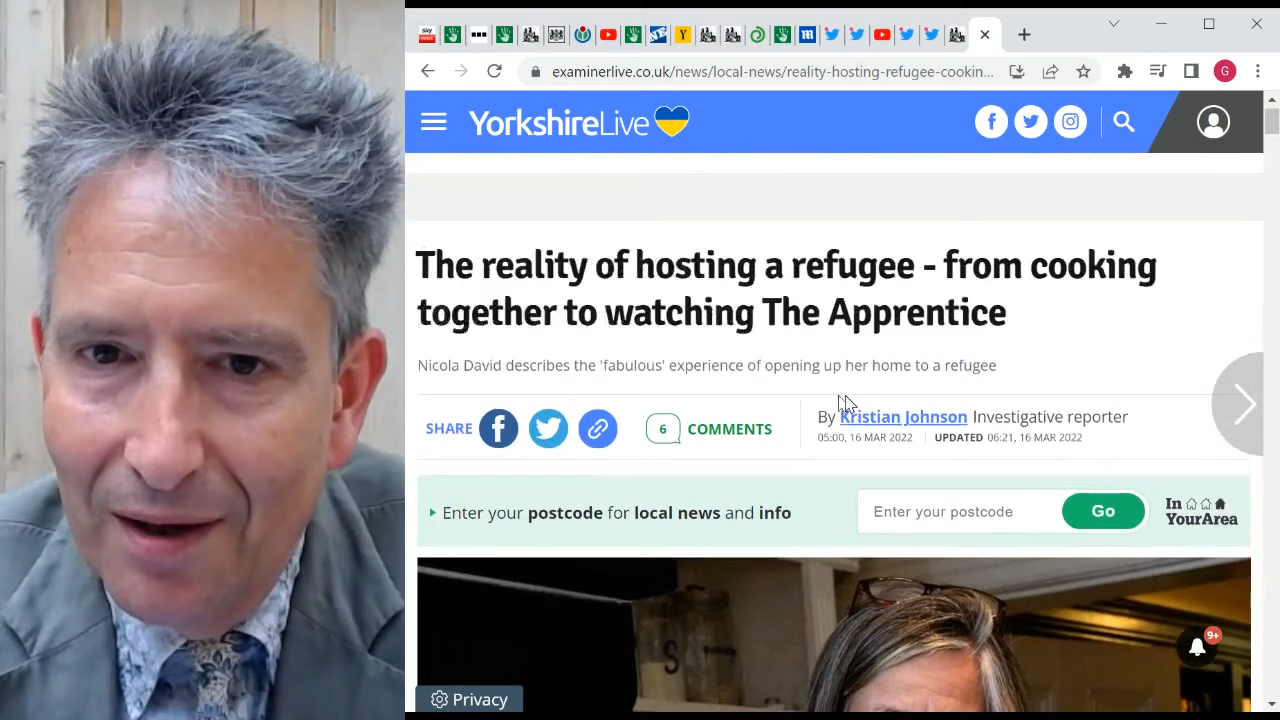 sky
examinerlive.co.uk/news/local-news/reality-hosting-refugee-cookin...
G
YorkshireLive
The reality of hosting a refugee - from cooking
together to watching The Apprentice
Nicola David describes the 'fabulous' experience of opening up her home to a refugee
SHARE
6 COMMENTS
By Kristian Johnson Investigative reporter
05:00, 16 MAR 2022 UPDATED 06:21, 16 MAR 2022
Enter your postcode for local news and info
Enter your postcode
Go
In
YourArea
S
9+
Privacy